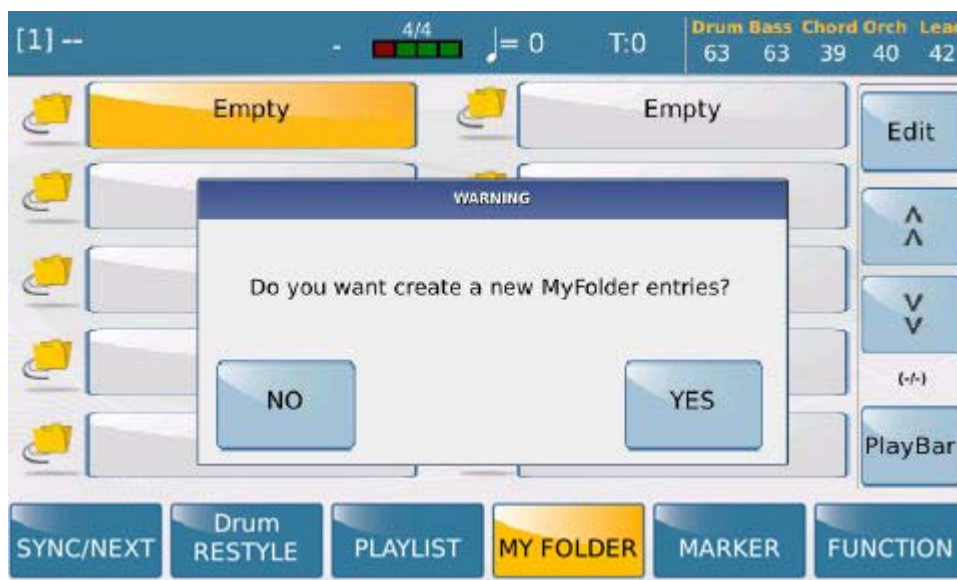 [1] --
-
4/4
= 0
T:0
Drum Bass Chord Orch Lead
63 63 39 40 42
Empty
Empty
Edit
WARNING
Do you want create a new MyFolder entries?
NO
YES
(-/-)
PlayBar
SYNC/NEXT
Drum
RESTYLE
PLAYLIST
MY FOLDER
MARKER
FUNCTION